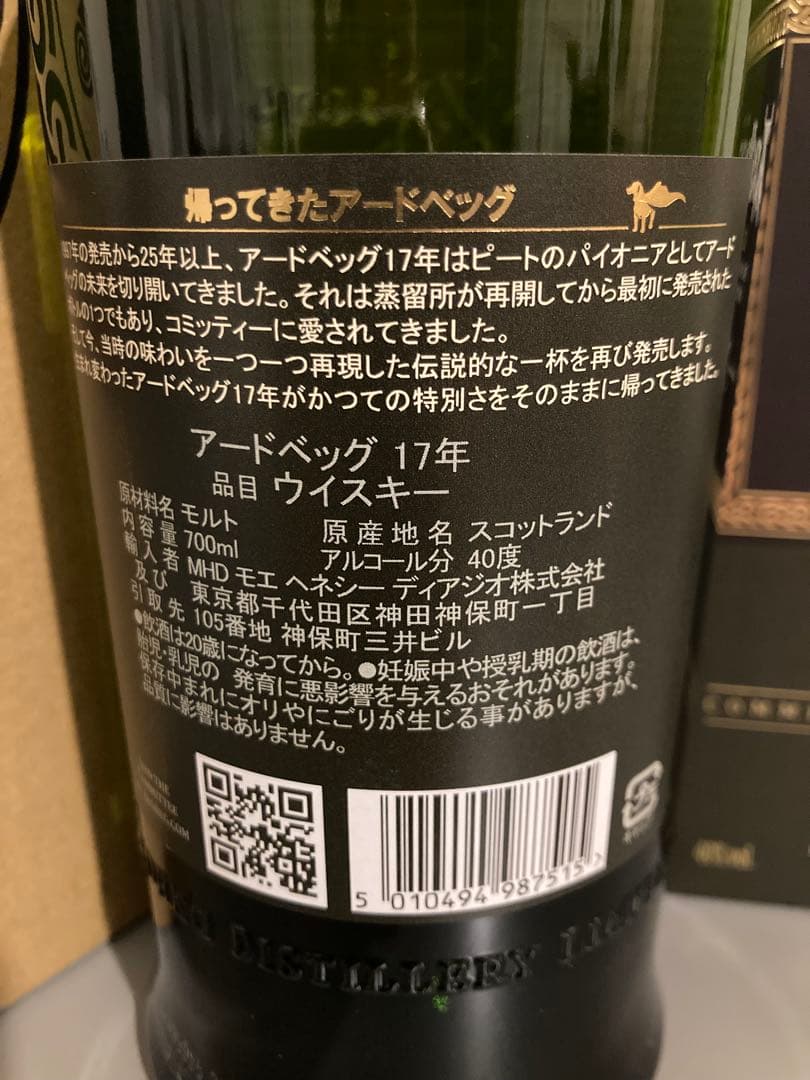 帰ってきたアードベッグ
1997年の発売から25年以上、アードベッグ17年はピートのパイオニアとしてアード
ベッグの未来を切り開いてきました。それは蒸留所が再開してから最初に発売された
ボトルの1つでもあり、コミッティーに愛されてきました。
そして今、当時の味わいを一つ一つ再現した伝説的な一杯を再び発売します。
生まれ変わったアードベッグ17年がかつての特別さをそのままに帰ってきました。
アードベッグ 17年
品目 ウイスキー
原材料名 モルト 原産地名 スコットランド
内容量 700ml アルコール分 40度
輸入者 MHD モエ ヘネシー ディアジオ株式会社
及び 東京都千代田区神田神保町一丁目
引取先 105番地 神保町三井ビル
●飲酒は20歳になってから。●妊娠中や授乳期の飲酒は、
胎児・乳児の 発育に悪影響を与えるおそれがあります。
保存中まれにオリやにごりが生じる事がありますが、
品質に影響はありません。
5 010494 987515
DISTILLERY